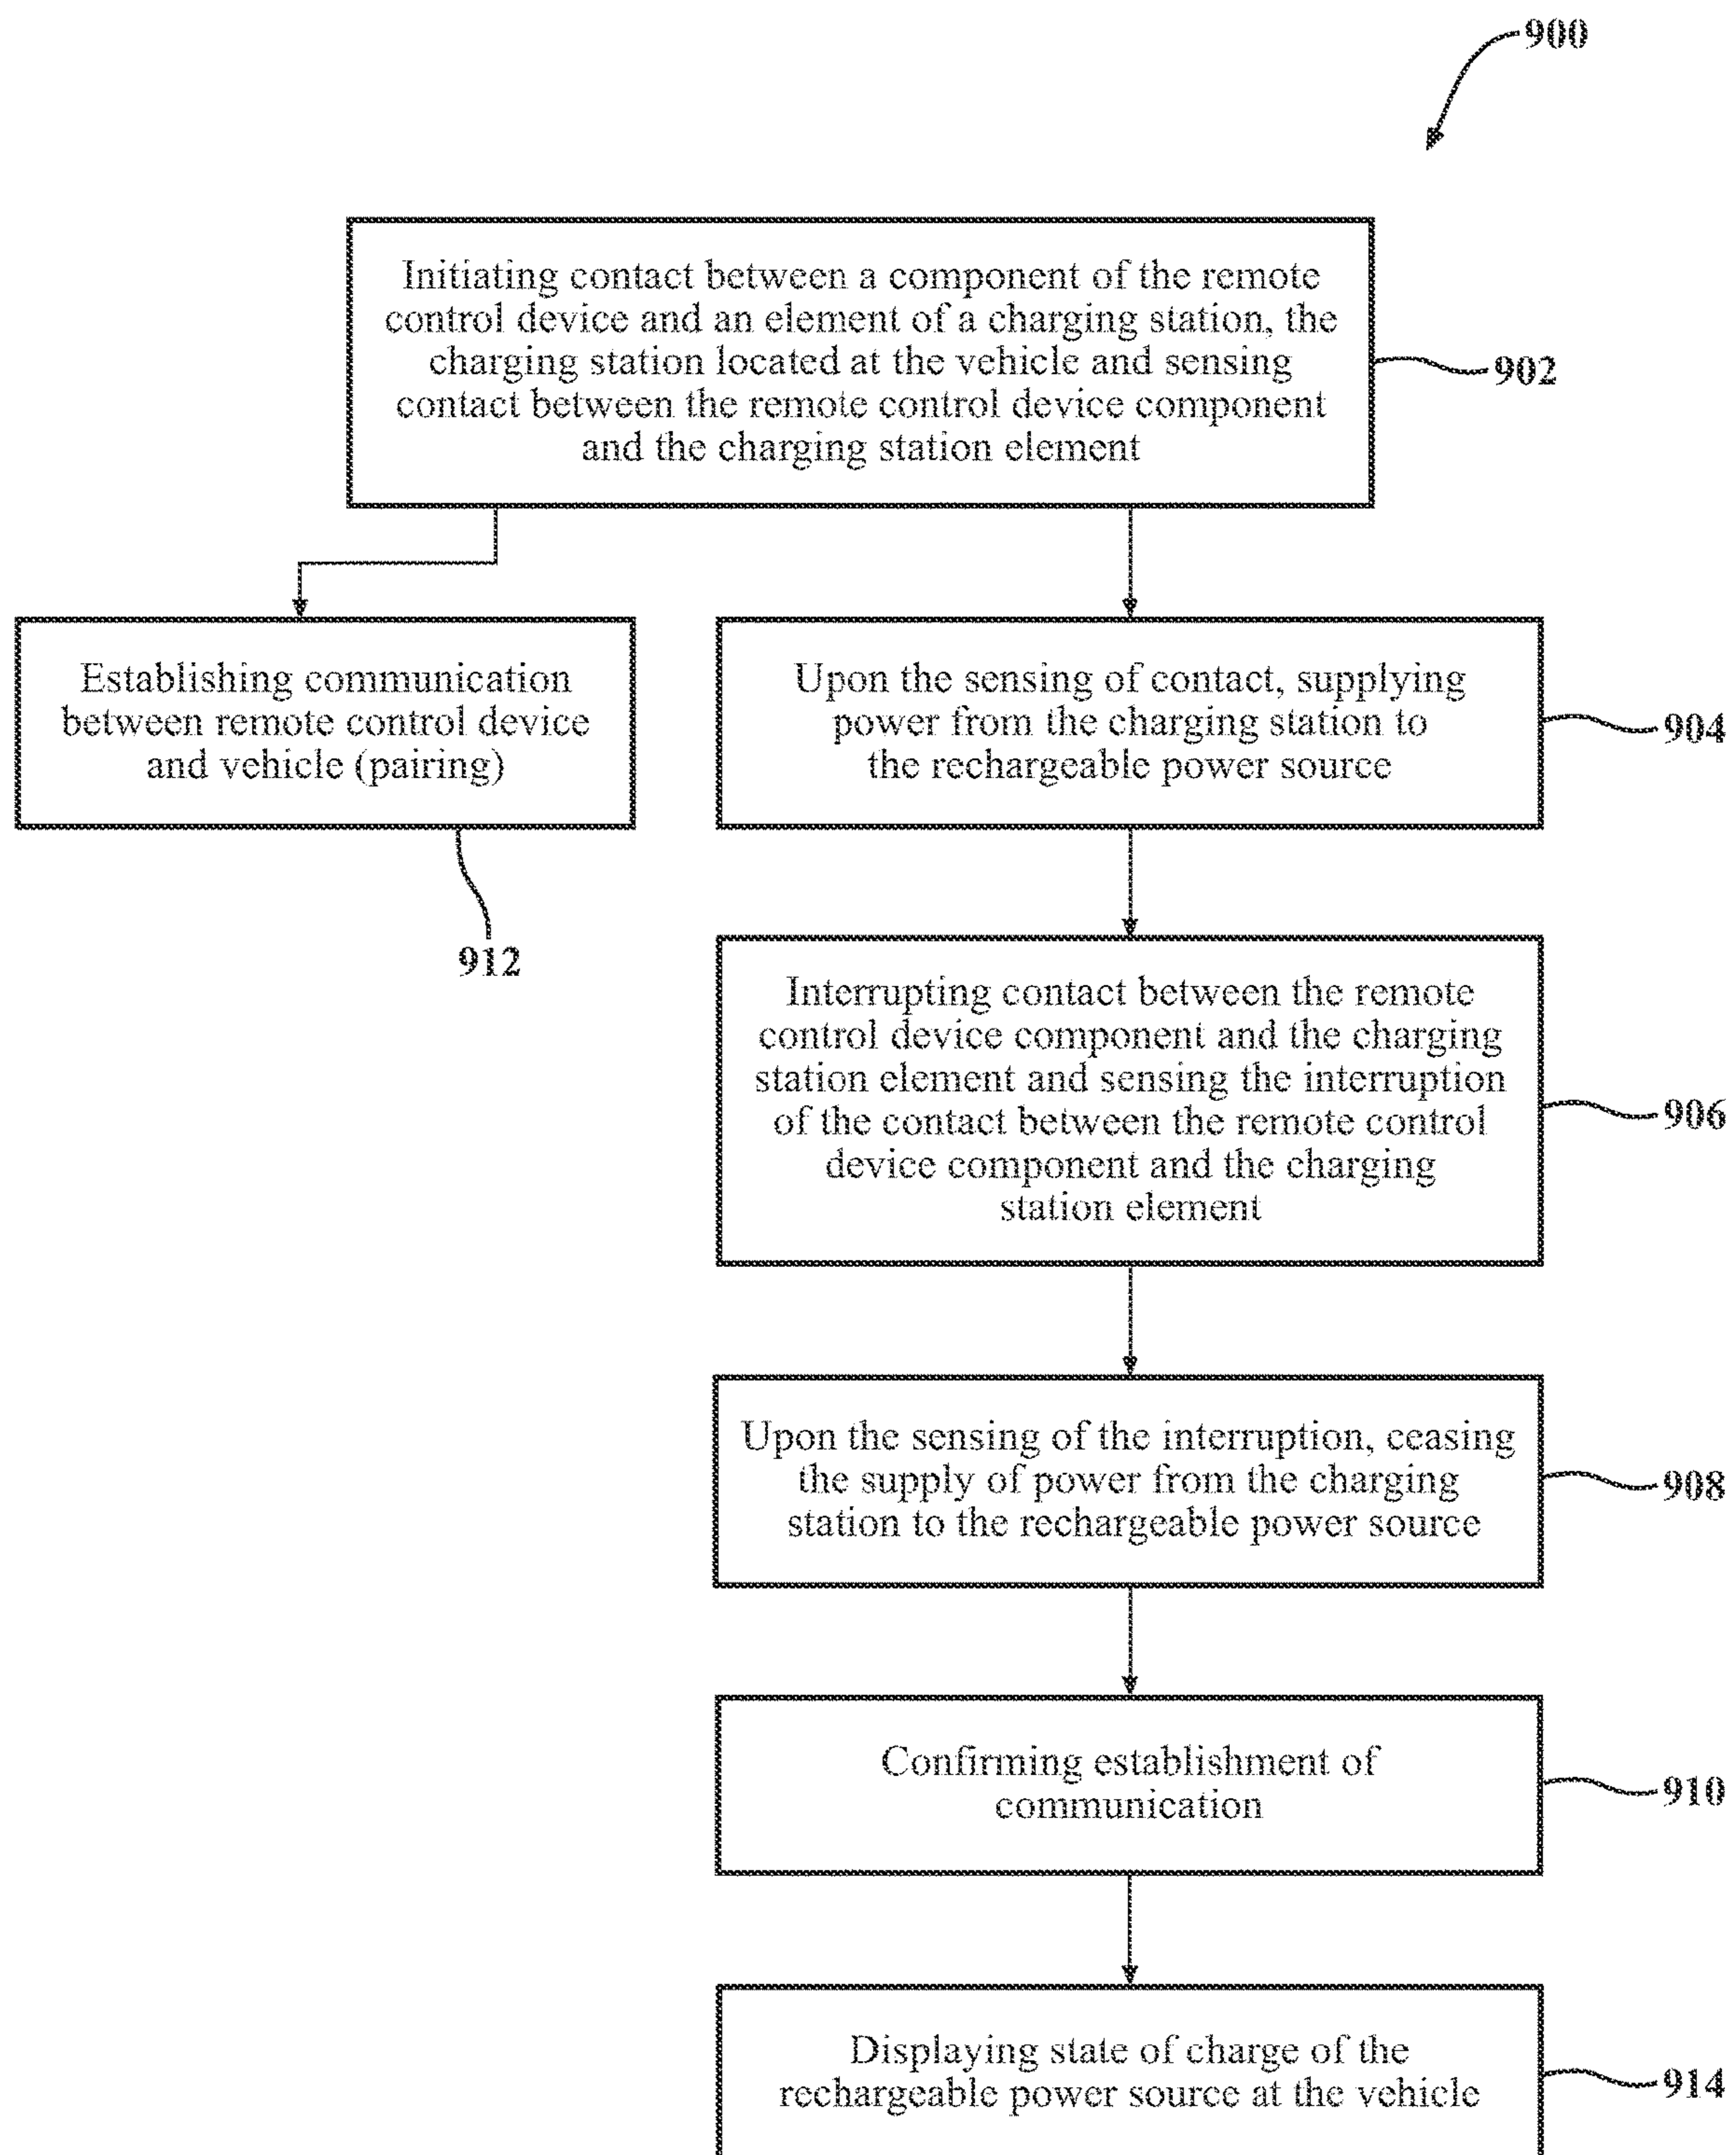 900
Initiating contact between a component of the remote
control device and an element of a charging station, the
charging station located at the vehicle and sensing
contact between the remote control device component
and the charging station element
902
Establishing communication
between remote control device
and vehicle (pairing)
912
Upon the sensing of contact, supplying
power from the charging station to
the rechargeable power source
904
Interrupting contact between the remote
control device component and the charging
station element and sensing the interruption
of the contact between the remote control
device component and the charging
station element
906
Upon the sensing of the interruption, ceasing
the supply of power from the charging
station to the rechargeable power source
908
Confirming establishment of
communication
910
Displaying state of charge of the
rechargeable power source at the vehicle
914